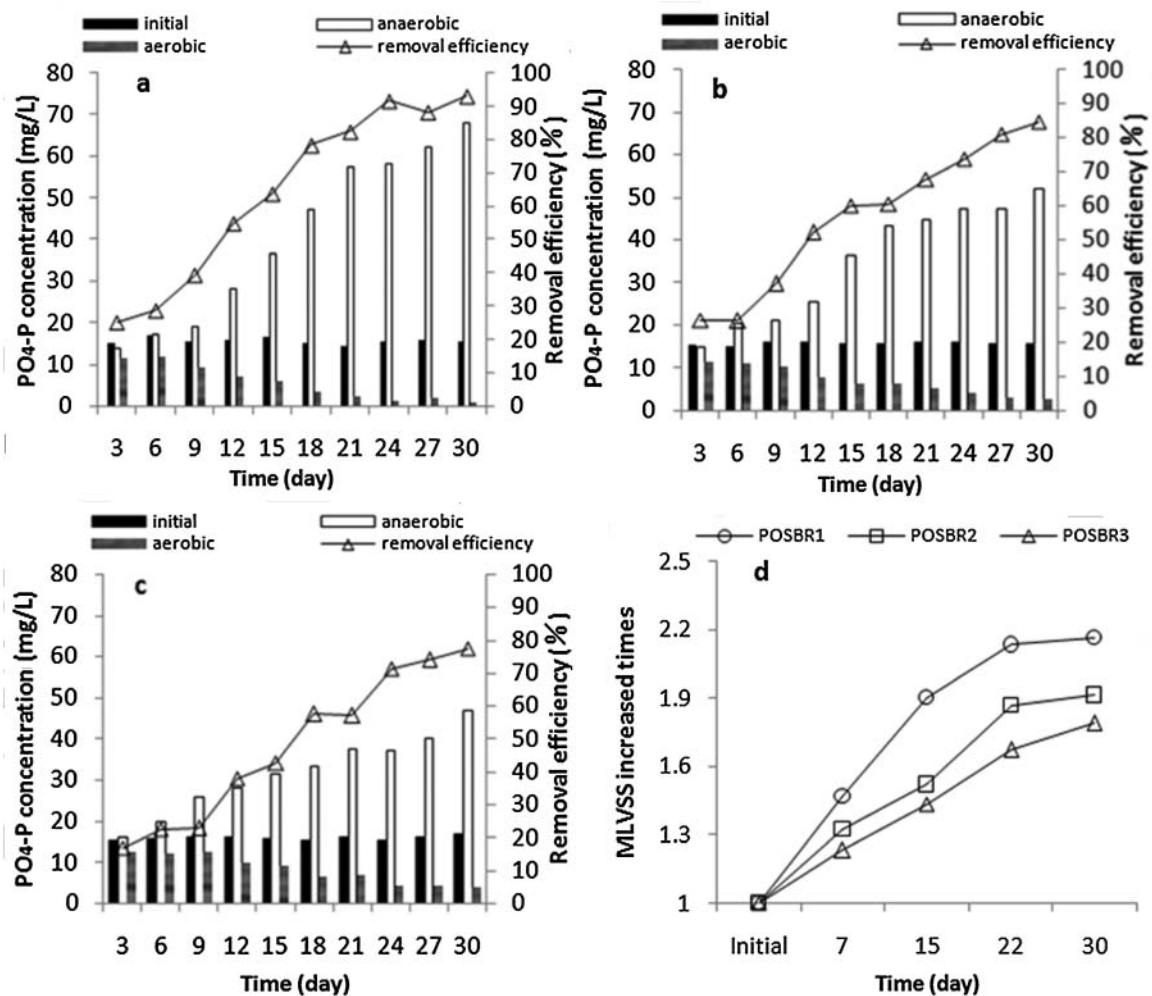 initial anaerobic
aerobic removal efficiency
a
PO4-P concentration (mg/L)
80
70
60
50
40
30
20
10
0
100
90
80
70
60
50
40
30
20
10
0
Removal efficiency (%)
3 6 9 12 15 18 21 24 27 30
Time (day)
initial anaerobic
aerobic removal efficiency
b
PO4-P concentration (mg/L)
80
70
60
50
40
30
20
10
0
100
90
80
70
60
50
40
30
20
10
0
Removal efficiency (%)
3 6 9 12 15 18 21 24 27 30
Time (day)
initial anaerobic
aerobic removal efficiency
c
PO4-P concentration (mg/L)
80
70
60
50
40
30
20
10
0
100
90
80
70
60
50
40
30
20
10
0
Removal efficiency (%)
3 6 9 12 15 18 21 24 27 30
Time (day)
POSBR1 POSBR2 POSBR3
d
MLVSS increased times
2.5
2.2
1.9
1.6
1.3
1
Initial 7 15 22 30
Time (day)